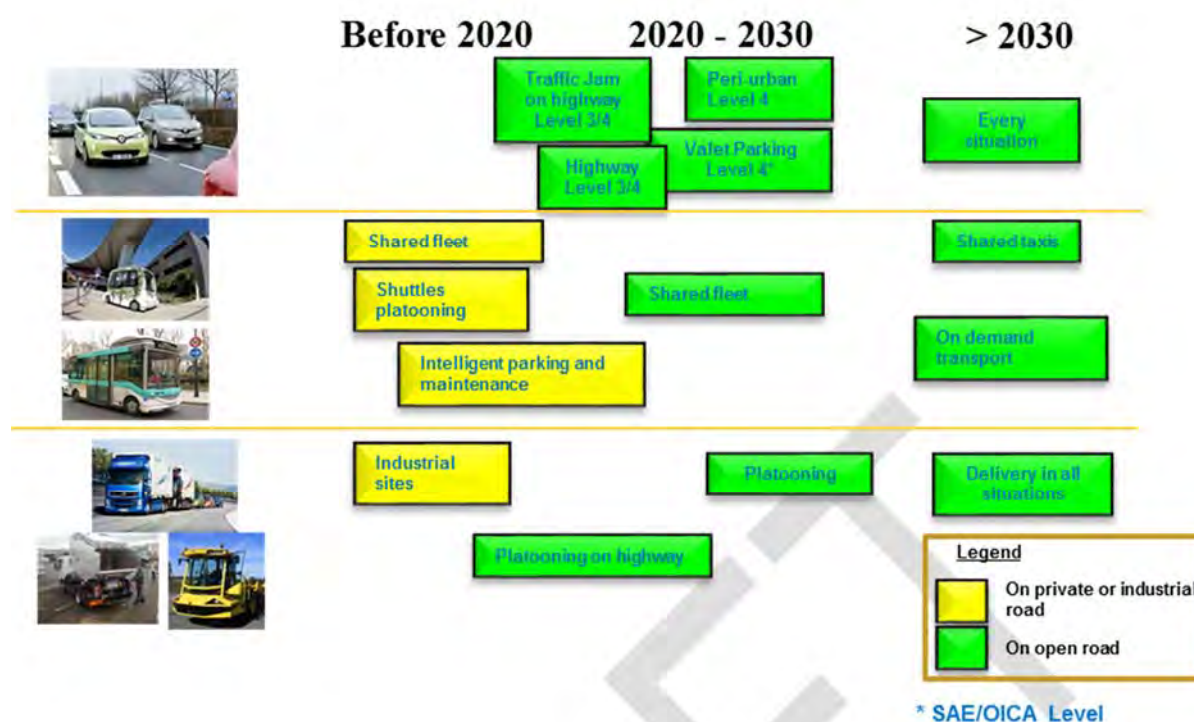 Before 2020
2020 - 2030
> 2030
Traffic Jam
on highway
Level 3/4
Peri-urban
Level 4
Every
situation
Highway
Level 3/4
Valet Parking
Level 4*
Shared fleet
Shared taxis
Shuttles
platooning
Shared fleet
Intelligent parking and
maintenance
On demand
transport
Industrial
sites
Platooning
Delivery in all
situations
Platooning on highway
Legend
On private or industrial
road
On open road
* SAE/OICA Level